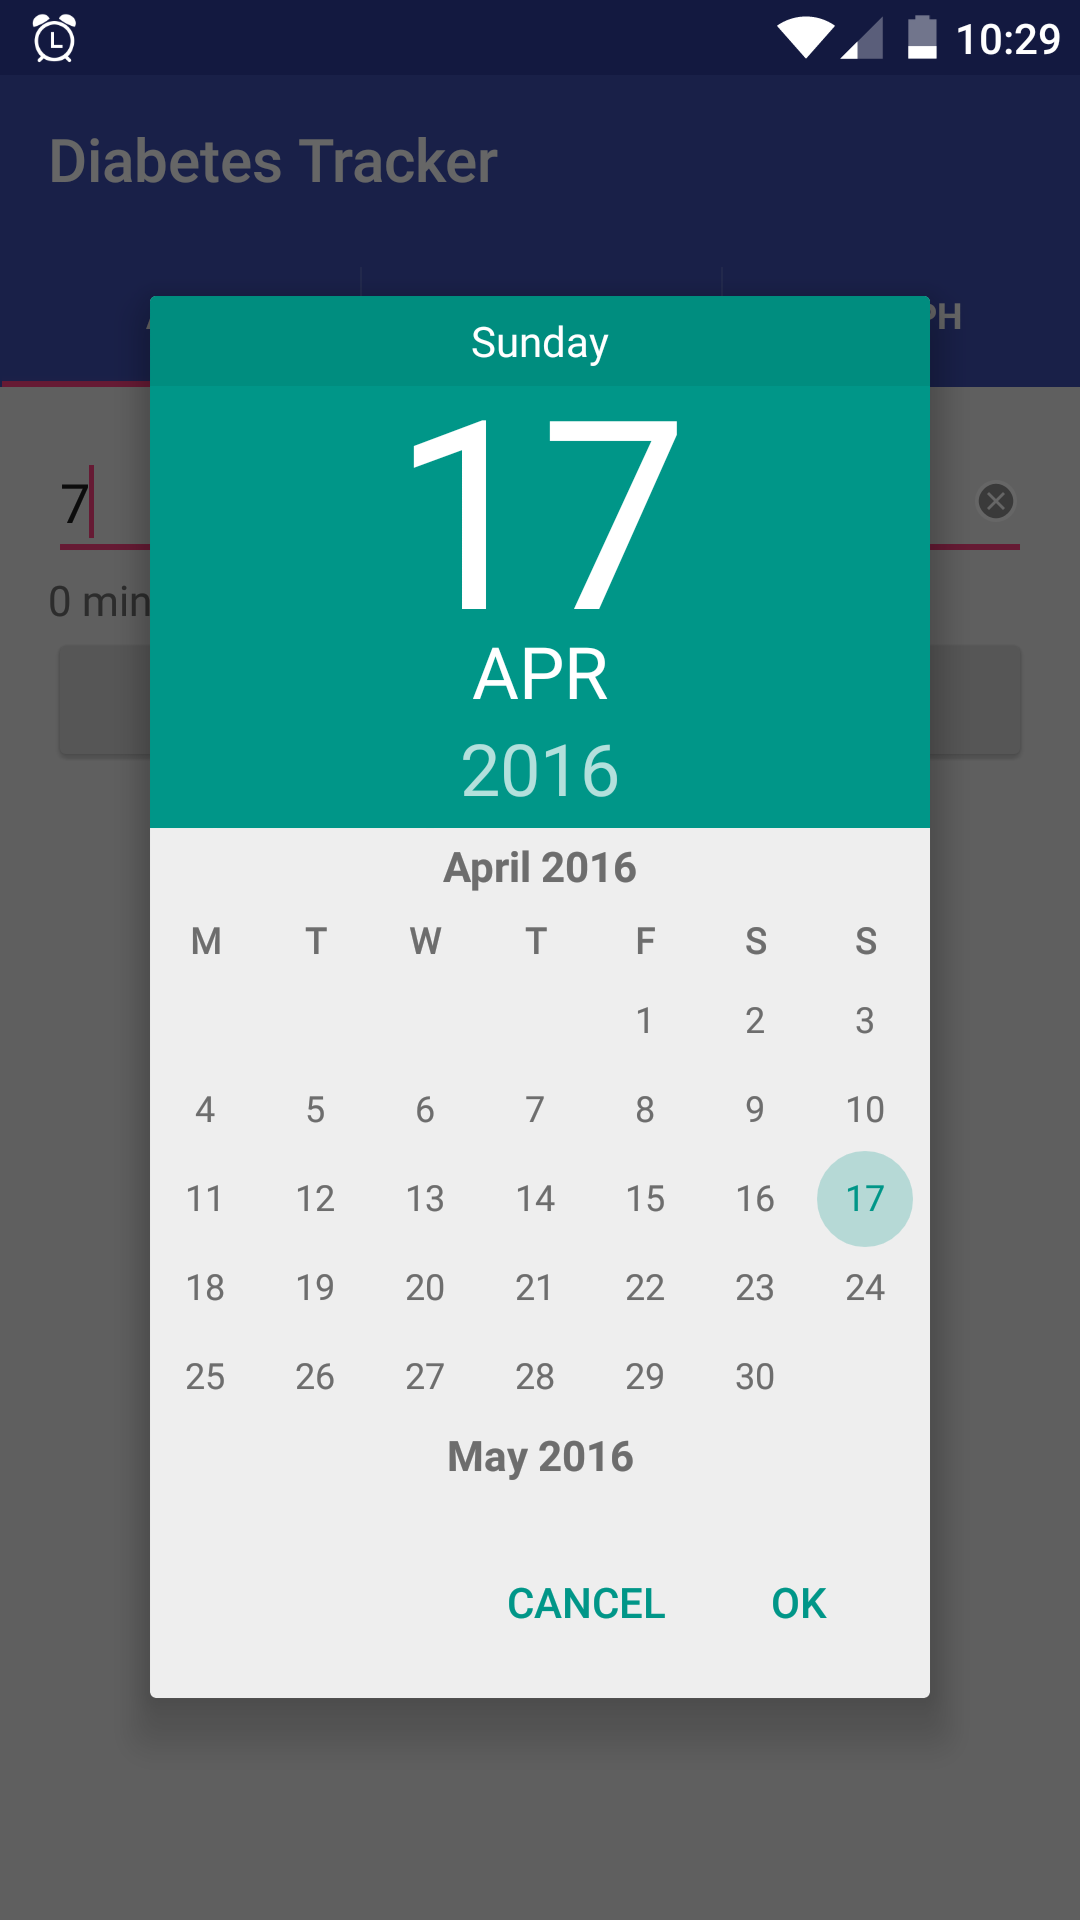 10:29
Diabetes Tracker
Sunday
7
17
0 min
APR
2016
April 2016
M T W T F S S
1 2 3
4 5 6 7 8 9 10
11 12 13 14 15 16 17
18 19 20 21 22 23 24
25 26 27 28 29 30
May 2016
CANCEL OK